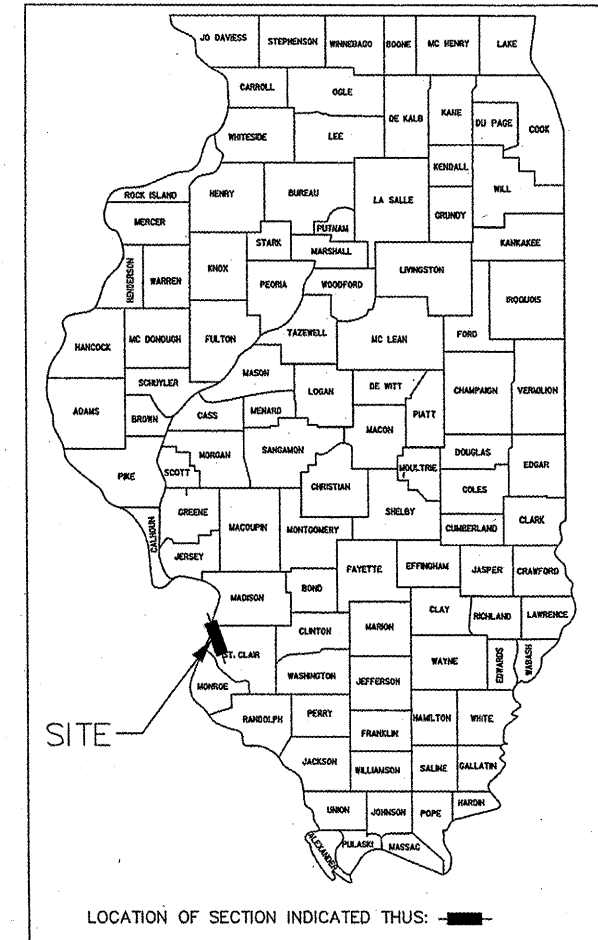 JO DAVIESS STEPHENSON WINNEBAGO BOONE MC HENRY LAKE
CARROLL OGLE DE KALB KANE DU PAGE COOK
WHITESIDE LEE KENDALL WILL
ROCK ISLAND HENRY BUREAU LA SALLE GRUNDY
MERCER PUTNAM KANKAKEE
STARK MARSHALL LIVINGSTON
HENDERSON WARREN KNOX PEORIA WOODFORD IROQUOIS
HANCOCK MC DONOUGH FULTON TAZEWELL MC LEAN FORD
SCHUYLER MASON LOGAN DE WITT CHAMPAIGN VERMILION
ADAMS BROWN CASS MENARD MACON PIATT
PIKE SCOTT MORGAN SANGAMON MOULTRIE DOUGLAS EDGAR
CHRISTIAN COLES
CALHOUN GREENE MACOUPIN MONTGOMERY SHELBY CUMBERLAND CLARK
JERSEY FAYETTE EFFINGHAM JASPER CRAWFORD
MADISON BOND CLAY RICHLAND LAWRENCE
CLINTON MARION
ST. CLAIR WAYNE EDWARDS WABASH
MONROE WASHINGTON JEFFERSON
SITE
RANDOLPH PERRY HAMILTON WHITE
FRANKLIN
JACKSON WILLIAMSON SALINE GALLATIN
UNION JOHNSON POPE HARDIN
ALEXANDER PULASKI MASSAC
LOCATION OF SECTION INDICATED THUS: